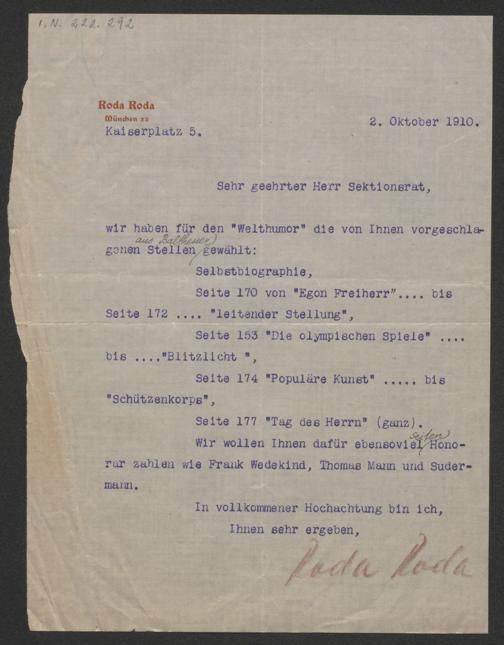 I.N. 222.292
Roda Roda
München 23
Kaiserplatz 5.
2. Oktober 1910.
Sehr geehrter Herr Sektionsrat,
wir haben für den "Welthumor" die von Ihnen vorgeschla-
aus
genen Stellen gewählt:
Selbstbiographie,
Seite 170 von "Egon Freiherr".... bis
Seite 172 .... "leitender Stellung",
Seite 153 "Die olympischen Spiele" ....
bis ...."Blitzlicht ",
Seite 174 "Populäre Kunst" ..... bis
"Schützenkorps",
Seite 177 "Tag des Herrn" (ganz).
seiten
Wir wollen Ihnen dafür ebensoviel Hono-
rar zahlen wie Frank Wedekind, Thomas Mann und Suder-
mann.
In vollkommener Hochachtung bin ich,
Ihnen sehr ergeben,
Roda Roda